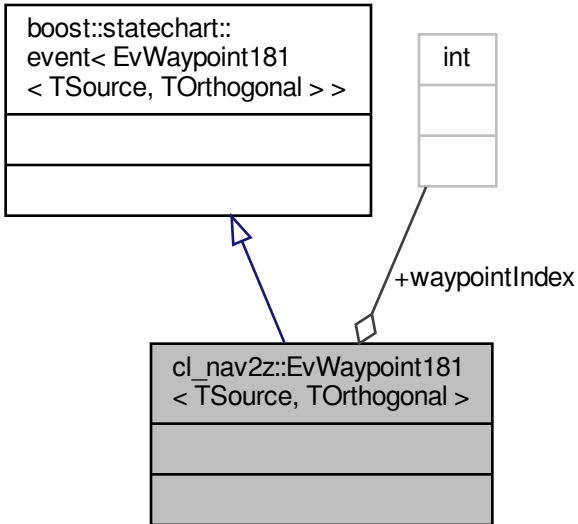 boost::statechart::
event< EvWaypoint181
< TSource, TOrthogonal > >
int
+waypointIndex
cl_nav2z::EvWaypoint181
< TSource, TOrthogonal >